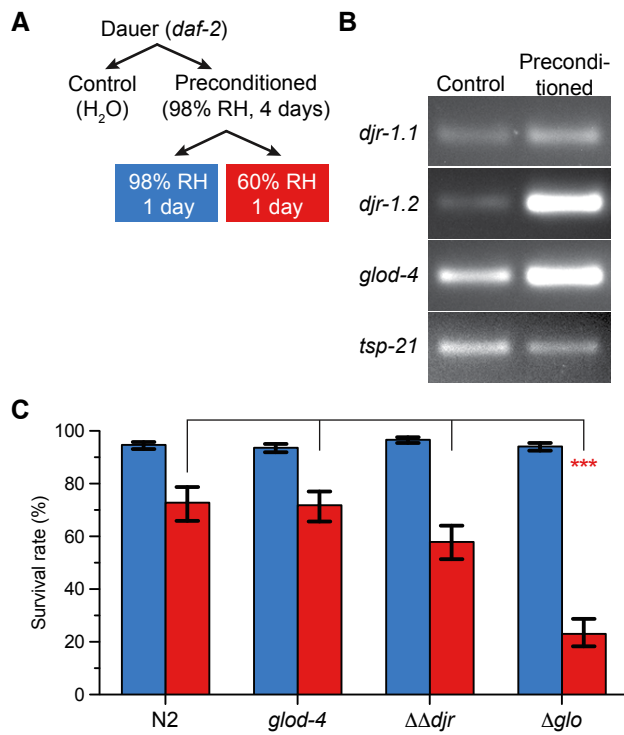 A
Dauer (daf-2)
Control
(H₂O)
Preconditioned
(98% RH, 4 days)
98% RH
1 day
60% RH
1 day
B
Control
Precondi-
tioned
djr-1.1
djr-1.2
glod-4
tsp-21
C
Survival rate (%)
100
80
60
40
20
0
***
N2
glod-4
ΔΔdjr
Δglo